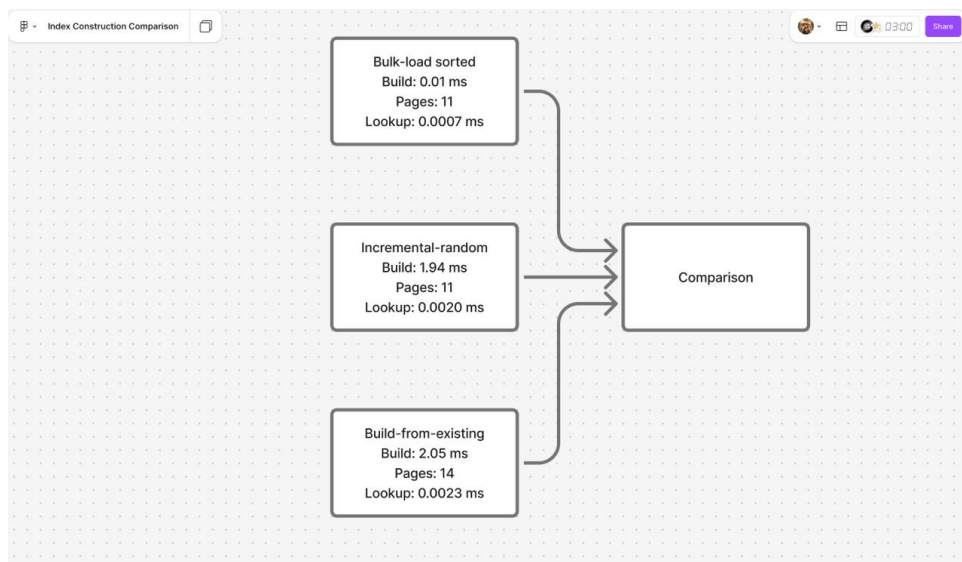 Index Construction Comparison
03:00
Share
Bulk-load sorted
Build: 0.01 ms
Pages: 11
Lookup: 0.0007 ms
Incremental-random
Build: 1.94 ms
Pages: 11
Lookup: 0.0020 ms
Comparison
Build-from-existing
Build: 2.05 ms
Pages: 14
Lookup: 0.0023 ms